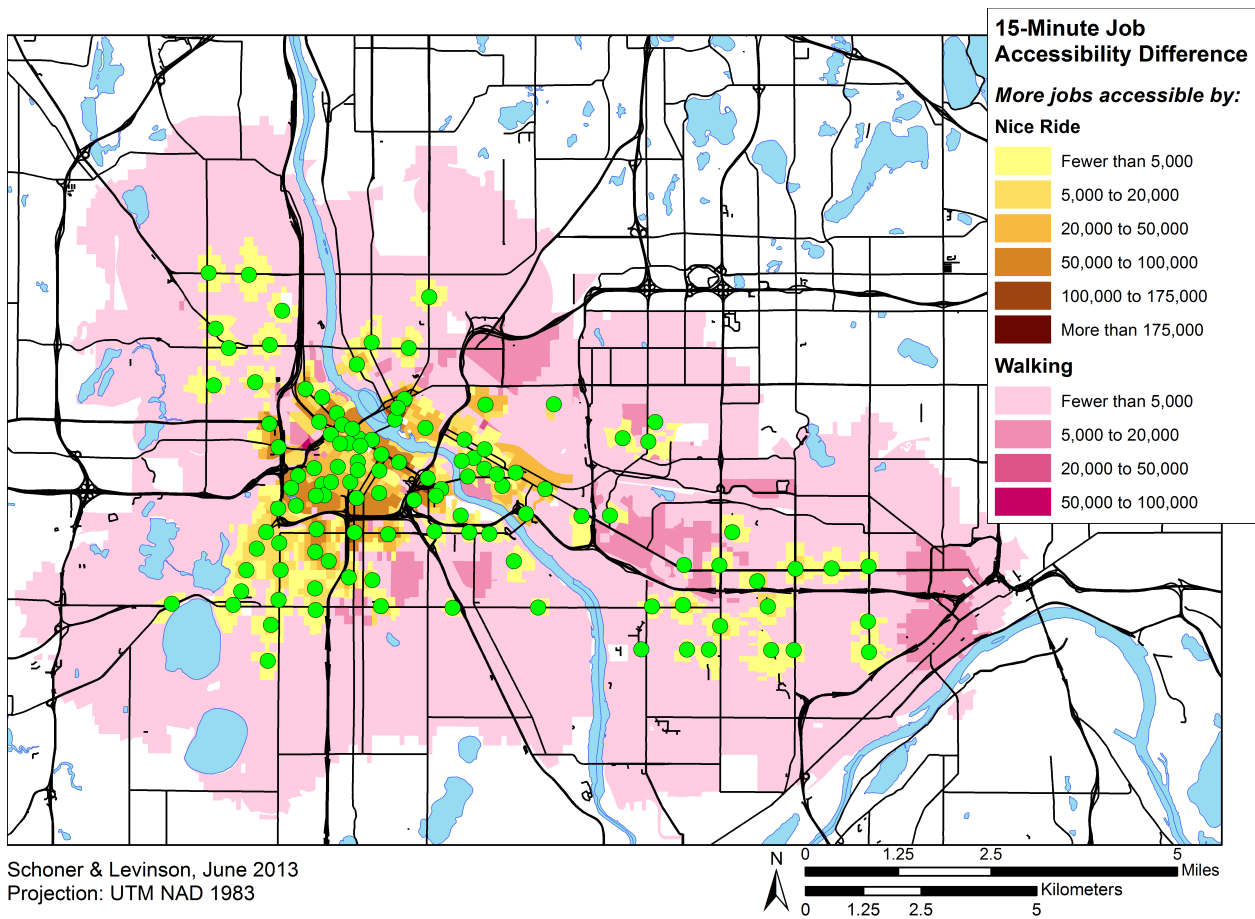 15-Minute Job
Accessibility Difference
More jobs accessible by:
Nice Ride
Fewer than 5,000
5,000 to 20,000
20,000 to 50,000
50,000 to 100,000
100,000 to 175,000
More than 175,000
Walking
Fewer than 5,000
5,000 to 20,000
20,000 to 50,000
50,000 to 100,000
Schoner & Levinson, June 2013
Projection: UTM NAD 1983
N
0 1.25 2.5 5
Miles
Kilometers
0 1.25 2.5 5